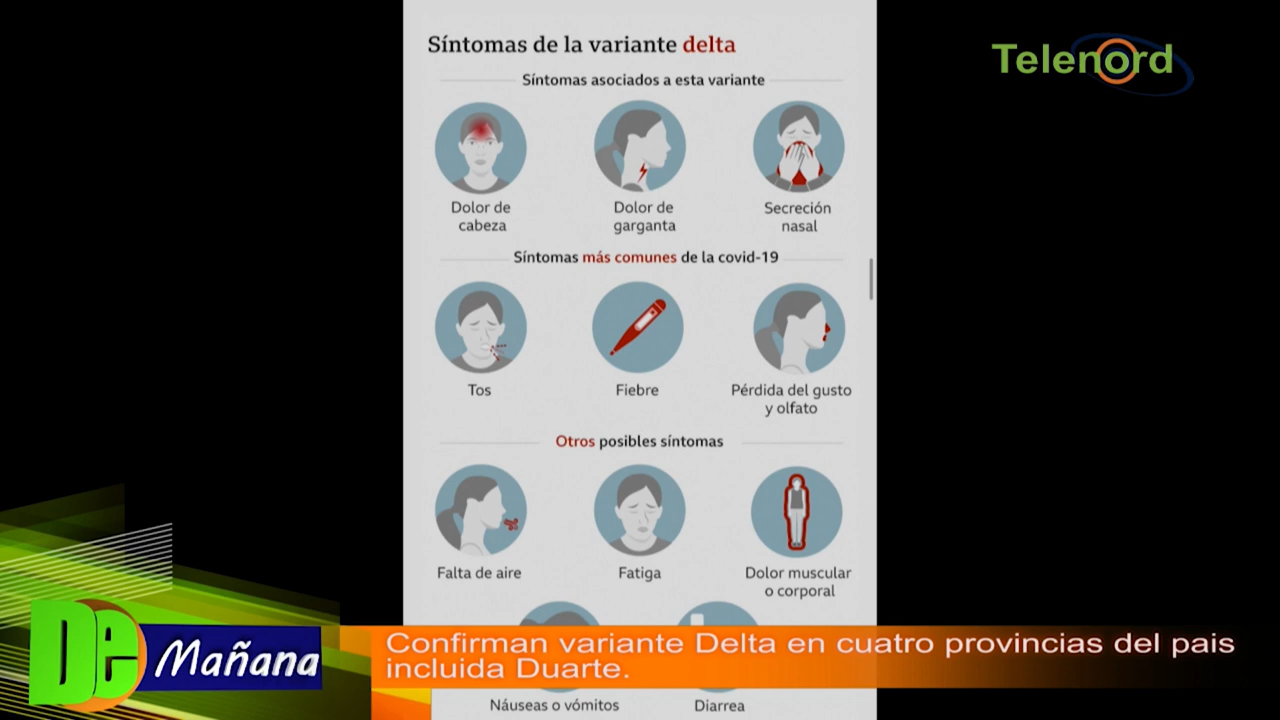 Síntomas de la variante delta
Telenord
Síntomas asociados a esta variante
Dolor de
cabeza
Dolor de
garganta
Secreción
nasal
Síntomas más comunes de la covid-19
Tos
Fiebre
Pérdida del gusto
y olfato
Otros posibles síntomas
Falta de aire
Fatiga
Dolor muscular
o corporal
De
Mañana
Confirman variante Delta en cuatro provincias del pais
incluida Duarte.
Náuseas o vómitos
Diarrea